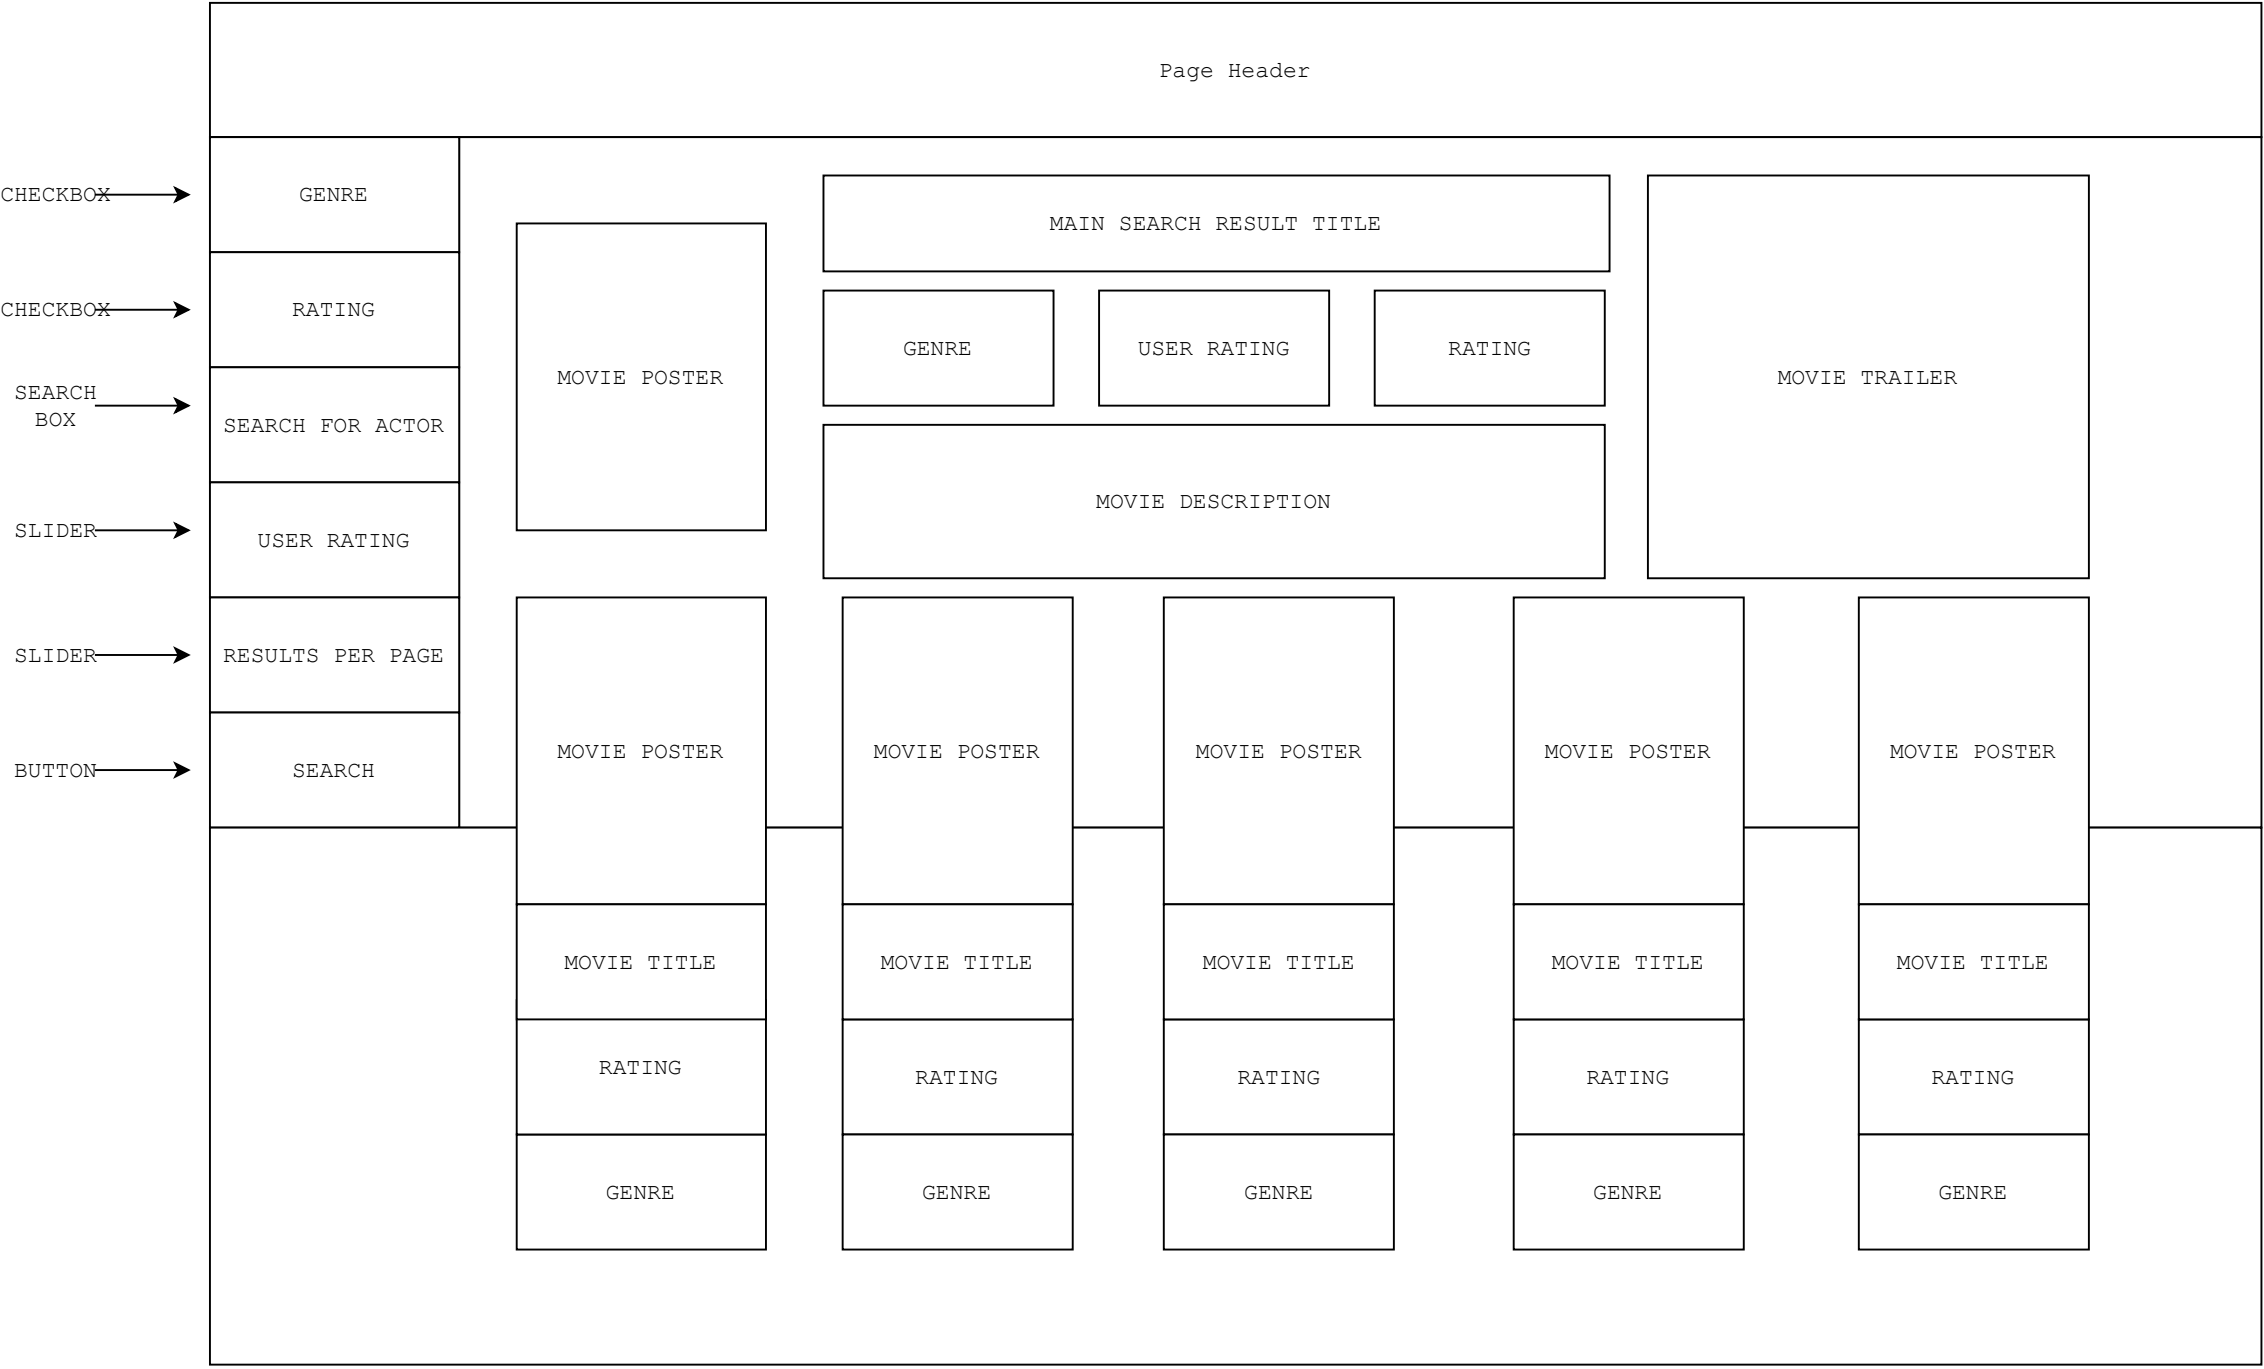 Page Header
CHECKBOX
GENRE
CHECKBOX
RATING
SEARCH
BOX
SEARCH FOR ACTOR
SLIDER
USER RATING
SLIDER
RESULTS PER PAGE
BUTTON
SEARCH
MOVIE POSTER
MAIN SEARCH RESULT TITLE
GENRE
USER RATING
RATING
MOVIE DESCRIPTION
MOVIE TRAILER
MOVIE POSTER
MOVIE TITLE
RATING
GENRE
MOVIE POSTER
MOVIE TITLE
RATING
GENRE
MOVIE POSTER
MOVIE TITLE
RATING
GENRE
MOVIE POSTER
MOVIE TITLE
RATING
GENRE
MOVIE POSTER
MOVIE TITLE
RATING
GENRE